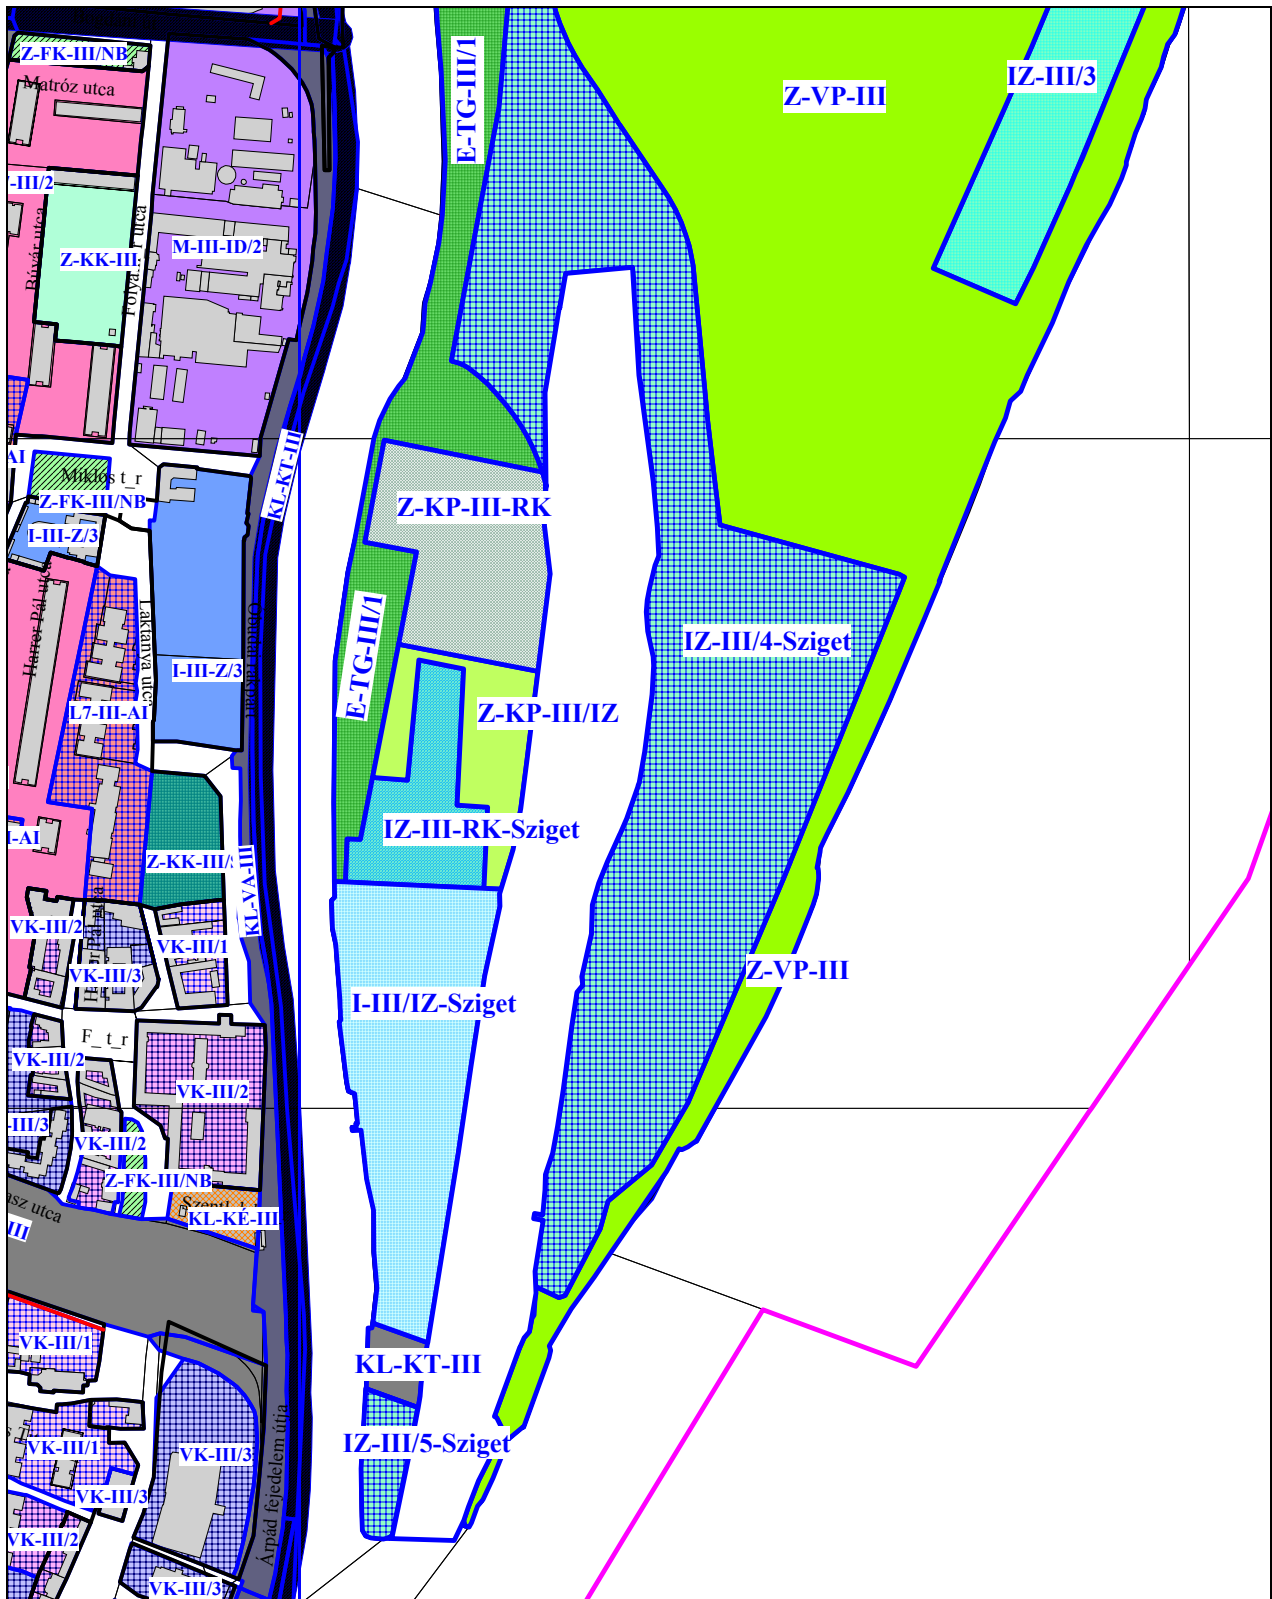 Z-FK-III/NB
Matróz utca
E-TG-III/1
Z-VP-III
IZ-III/3
-III/2
Búvár utca
Z-KK-III
M-III-ID/2
KL-KT-III
AI
Miklós t_r
Z-FK-III/NB
I-III-Z/3
Z-KP-III-RK
Harrer Pál utca
Laktanya utca
Óbudai rakpart
I-III-Z/3
E-TG-III/1
IZ-III/4-Sziget
L7-III-AI
Z-KP-III/IZ
I-AI
IZ-III-RK-Sziget
Z-KK-III/
KL-VA-III
VK-III/2
VK-III/1
VK-III/3
Z-VP-III
I-III/IZ-Sziget
F_ t_r
VK-III/2
VK-III/2
-III/3
VK-III/2
Z-FK-III/NB
asz utca
KL-KÉ-III
III
VK-III/1
KL-KT-III
VK-III/1
VK-III/3
IZ-III/5-Sziget
VK-III/3
Árpád fejedelem útja
VK-III/2
VK-III/3